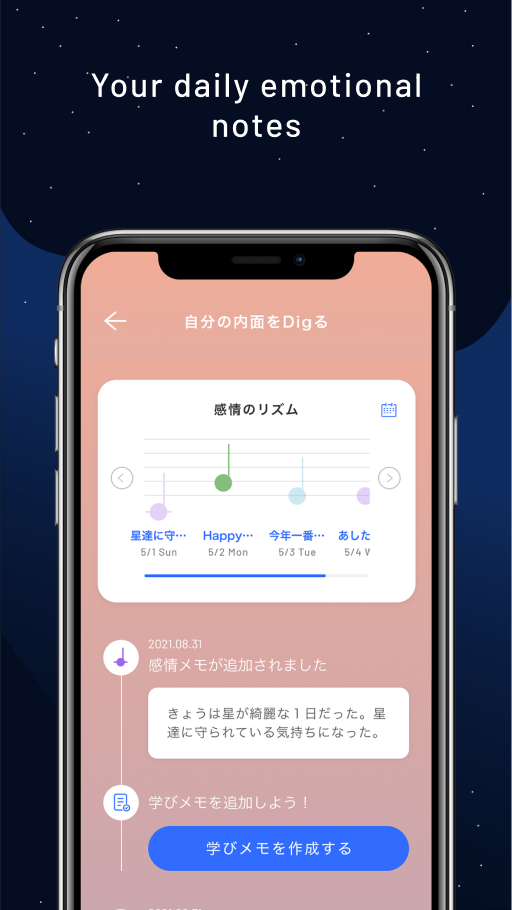 Your daily emotional
notes
自分の内面をDigる
感情のリズム
星達に守… Happy… 今年一番… あした
5/1 Sun 5/2 Mon 5/3 Tue 5/4
2021.08.31
感情メモが追加されました
きょうは星が綺麗な1日だった。星
達に守られている気持ちになった。
学びメモを追加しよう！
学びメモを作成する